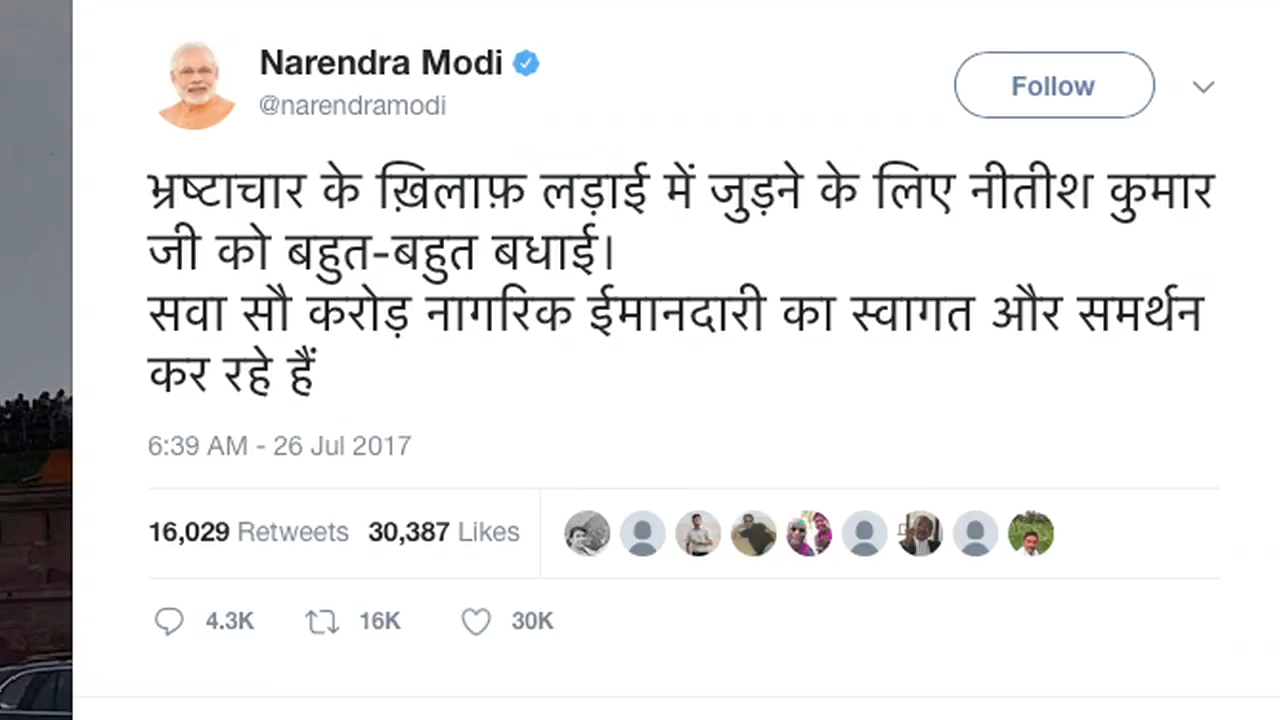 Narendra Modi
@narendramodi
Follow
भ्रष्टाचार के ख़िलाफ़ लड़ाई में जुड़ने के लिए नीतीश कुमार
जी को बहुत-बहुत बधाई।
सवा सौ करोड़ नागरिक ईमानदारी का स्वागत और समर्थन
कर रहे हैं
6:39 AM - 26 Jul 2017
16,029 Retweets 30,387 Likes
4.3K 16K 30K